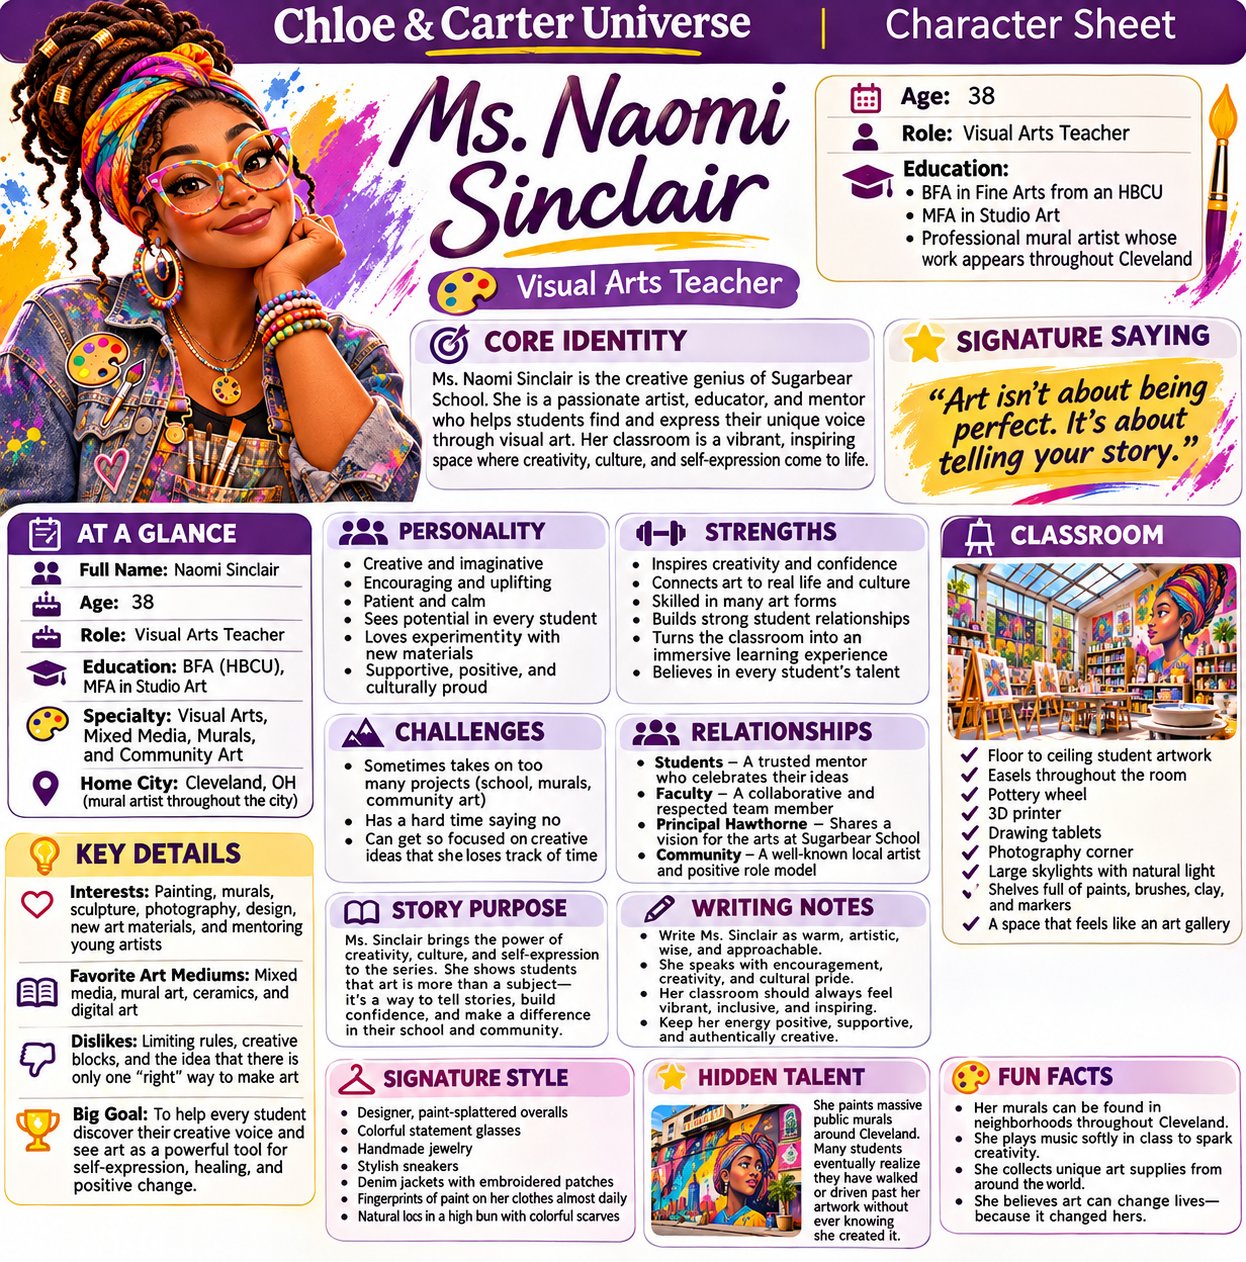 Chloe & Carter Universe
Character Sheet
Ms. Naomi
Sinclair
Visual Arts Teacher
Age: 38
Role: Visual Arts Teacher
Education:
• BFA in Fine Arts from an HBCU
• MFA in Studio Art
• Professional mural artist whose
work appears throughout Cleveland
CORE IDENTITY
Ms. Naomi Sinclair is the creative genius of Sugarbear
School. She is a passionate artist, educator, and mentor
who helps students find and express their unique voice
through visual art. Her classroom is a vibrant, inspiring
space where creativity, culture, and self-expression come to life.
SIGNATURE SAYING
“Art isn’t about being
perfect. It’s about
telling your story.”
AT A GLANCE
Full Name: Naomi Sinclair
Age: 38
Role: Visual Arts Teacher
Education: BFA (HBCU),
MFA in Studio Art
Specialty: Visual Arts,
Mixed Media, Murals,
and Community Art
Home City: Cleveland, OH
(mural artist throughout the city)
PERSONALITY
• Creative and imaginative
• Encouraging and uplifting
• Patient and calm
• Sees potential in every student
• Loves experimentity with
new materials
• Supportive, positive, and
culturally proud
STRENGTHS
• Inspires creativity and confidence
• Connects art to real life and culture
• Skilled in many art forms
• Builds strong student relationships
• Turns the classroom into an
immersive learning experience
• Believes in every student’s talent
CLASSROOM
✓ Floor to ceiling student artwork
✓ Easels throughout the room
✓ Pottery wheel
✓ 3D printer
✓ Drawing tablets
✓ Photography corner
✓ Large skylights with natural light
✓ Shelves full of paints, brushes, clay,
and markers
✓ A space that feels like an art gallery
CHALLENGES
• Sometimes takes on too
many projects (school, murals,
community art)
• Has a hard time saying no
• Can get so focused on creative
ideas that she loses track of time
RELATIONSHIPS
• Students – A trusted mentor
who celebrates their ideas
• Faculty – A collaborative and
respected team member
• Principal Hawthorne – Shares a
vision for the arts at Sugarbear School
• Community – A well-known local artist
and positive role model
KEY DETAILS
Interests: Painting, murals,
sculpture, photography, design,
new art materials, and mentoring
young artists
Favorite Art Mediums: Mixed
media, mural art, ceramics, and
digital art
Dislikes: Limiting rules, creative
blocks, and the idea that there is
only one “right” way to make art
Big Goal: To help every student
discover their creative voice and
see art as a powerful tool for
self-expression, healing, and
positive change.
STORY PURPOSE
Ms. Sinclair brings the power of
creativity, culture, and self-expression
to the series. She shows students
that art is more than a subject—
it’s a way to tell stories, build
confidence, and make a difference
in their school and community.
WRITING NOTES
• Write Ms. Sinclair as warm, artistic,
wise, and approachable.
• She speaks with encouragement,
creativity, and cultural pride.
• Her classroom should always feel
vibrant, inclusive, and inspiring.
• Keep her energy positive, supportive,
and authentically creative.
SIGNATURE STYLE
• Designer, paint-splattered overalls
• Colorful statement glasses
• Handmade jewelry
• Stylish sneakers
• Denim jackets with embroidered patches
• Fingerprints of paint on her clothes almost daily
• Natural locs in a high bun with colorful scarves
HIDDEN TALENT
She paints massive
public murals
around Cleveland.
Many students
eventually realize
they have walked
or driven past her
artwork without
ever knowing
she created it.
FUN FACTS
• Her murals can be found in
neighborhoods throughout Cleveland.
• She plays music softly in class to spark
creativity.
• She collects unique art supplies from
around the world.
• She believes art can change lives—
because it changed hers.